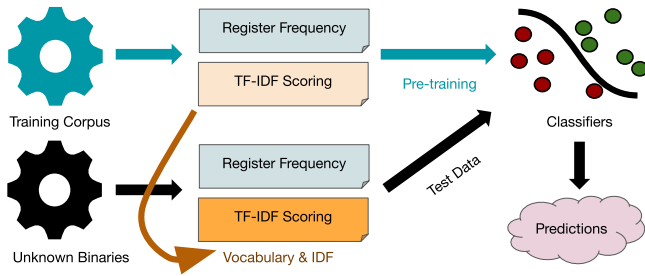 Register Frequency
TF-IDF Scoring
Pre-training
Training Corpus
Classifiers
Register Frequency
Test Data
TF-IDF Scoring
Predictions
Unknown Binaries
Vocabulary & IDF